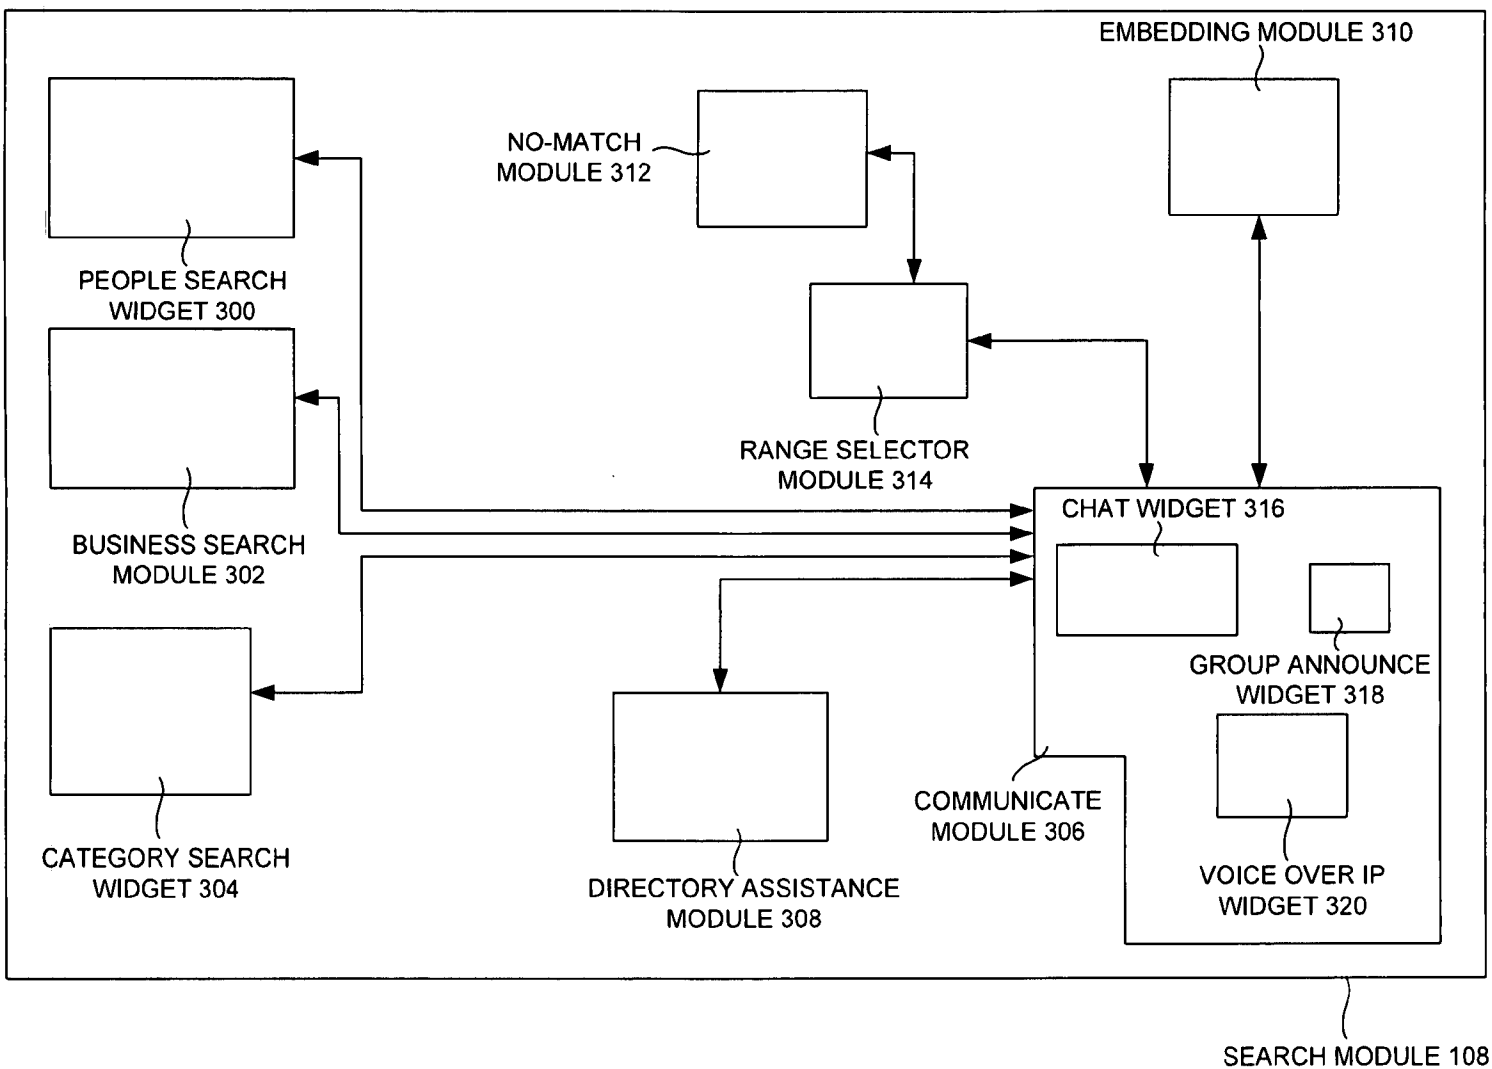 EMBEDDING MODULE 310
NO-MATCH
MODULE 312
PEOPLE SEARCH
WIDGET 300
RANGE SELECTOR
MODULE 314
CHAT WIDGET 316
BUSINESS SEARCH
MODULE 302
GROUP ANNOUNCE
WIDGET 318
COMMUNICATE
MODULE 306
CATEGORY SEARCH
WIDGET 304
DIRECTORY ASSISTANCE
MODULE 308
VOICE OVER IP
WIDGET 320
SEARCH MODULE 108